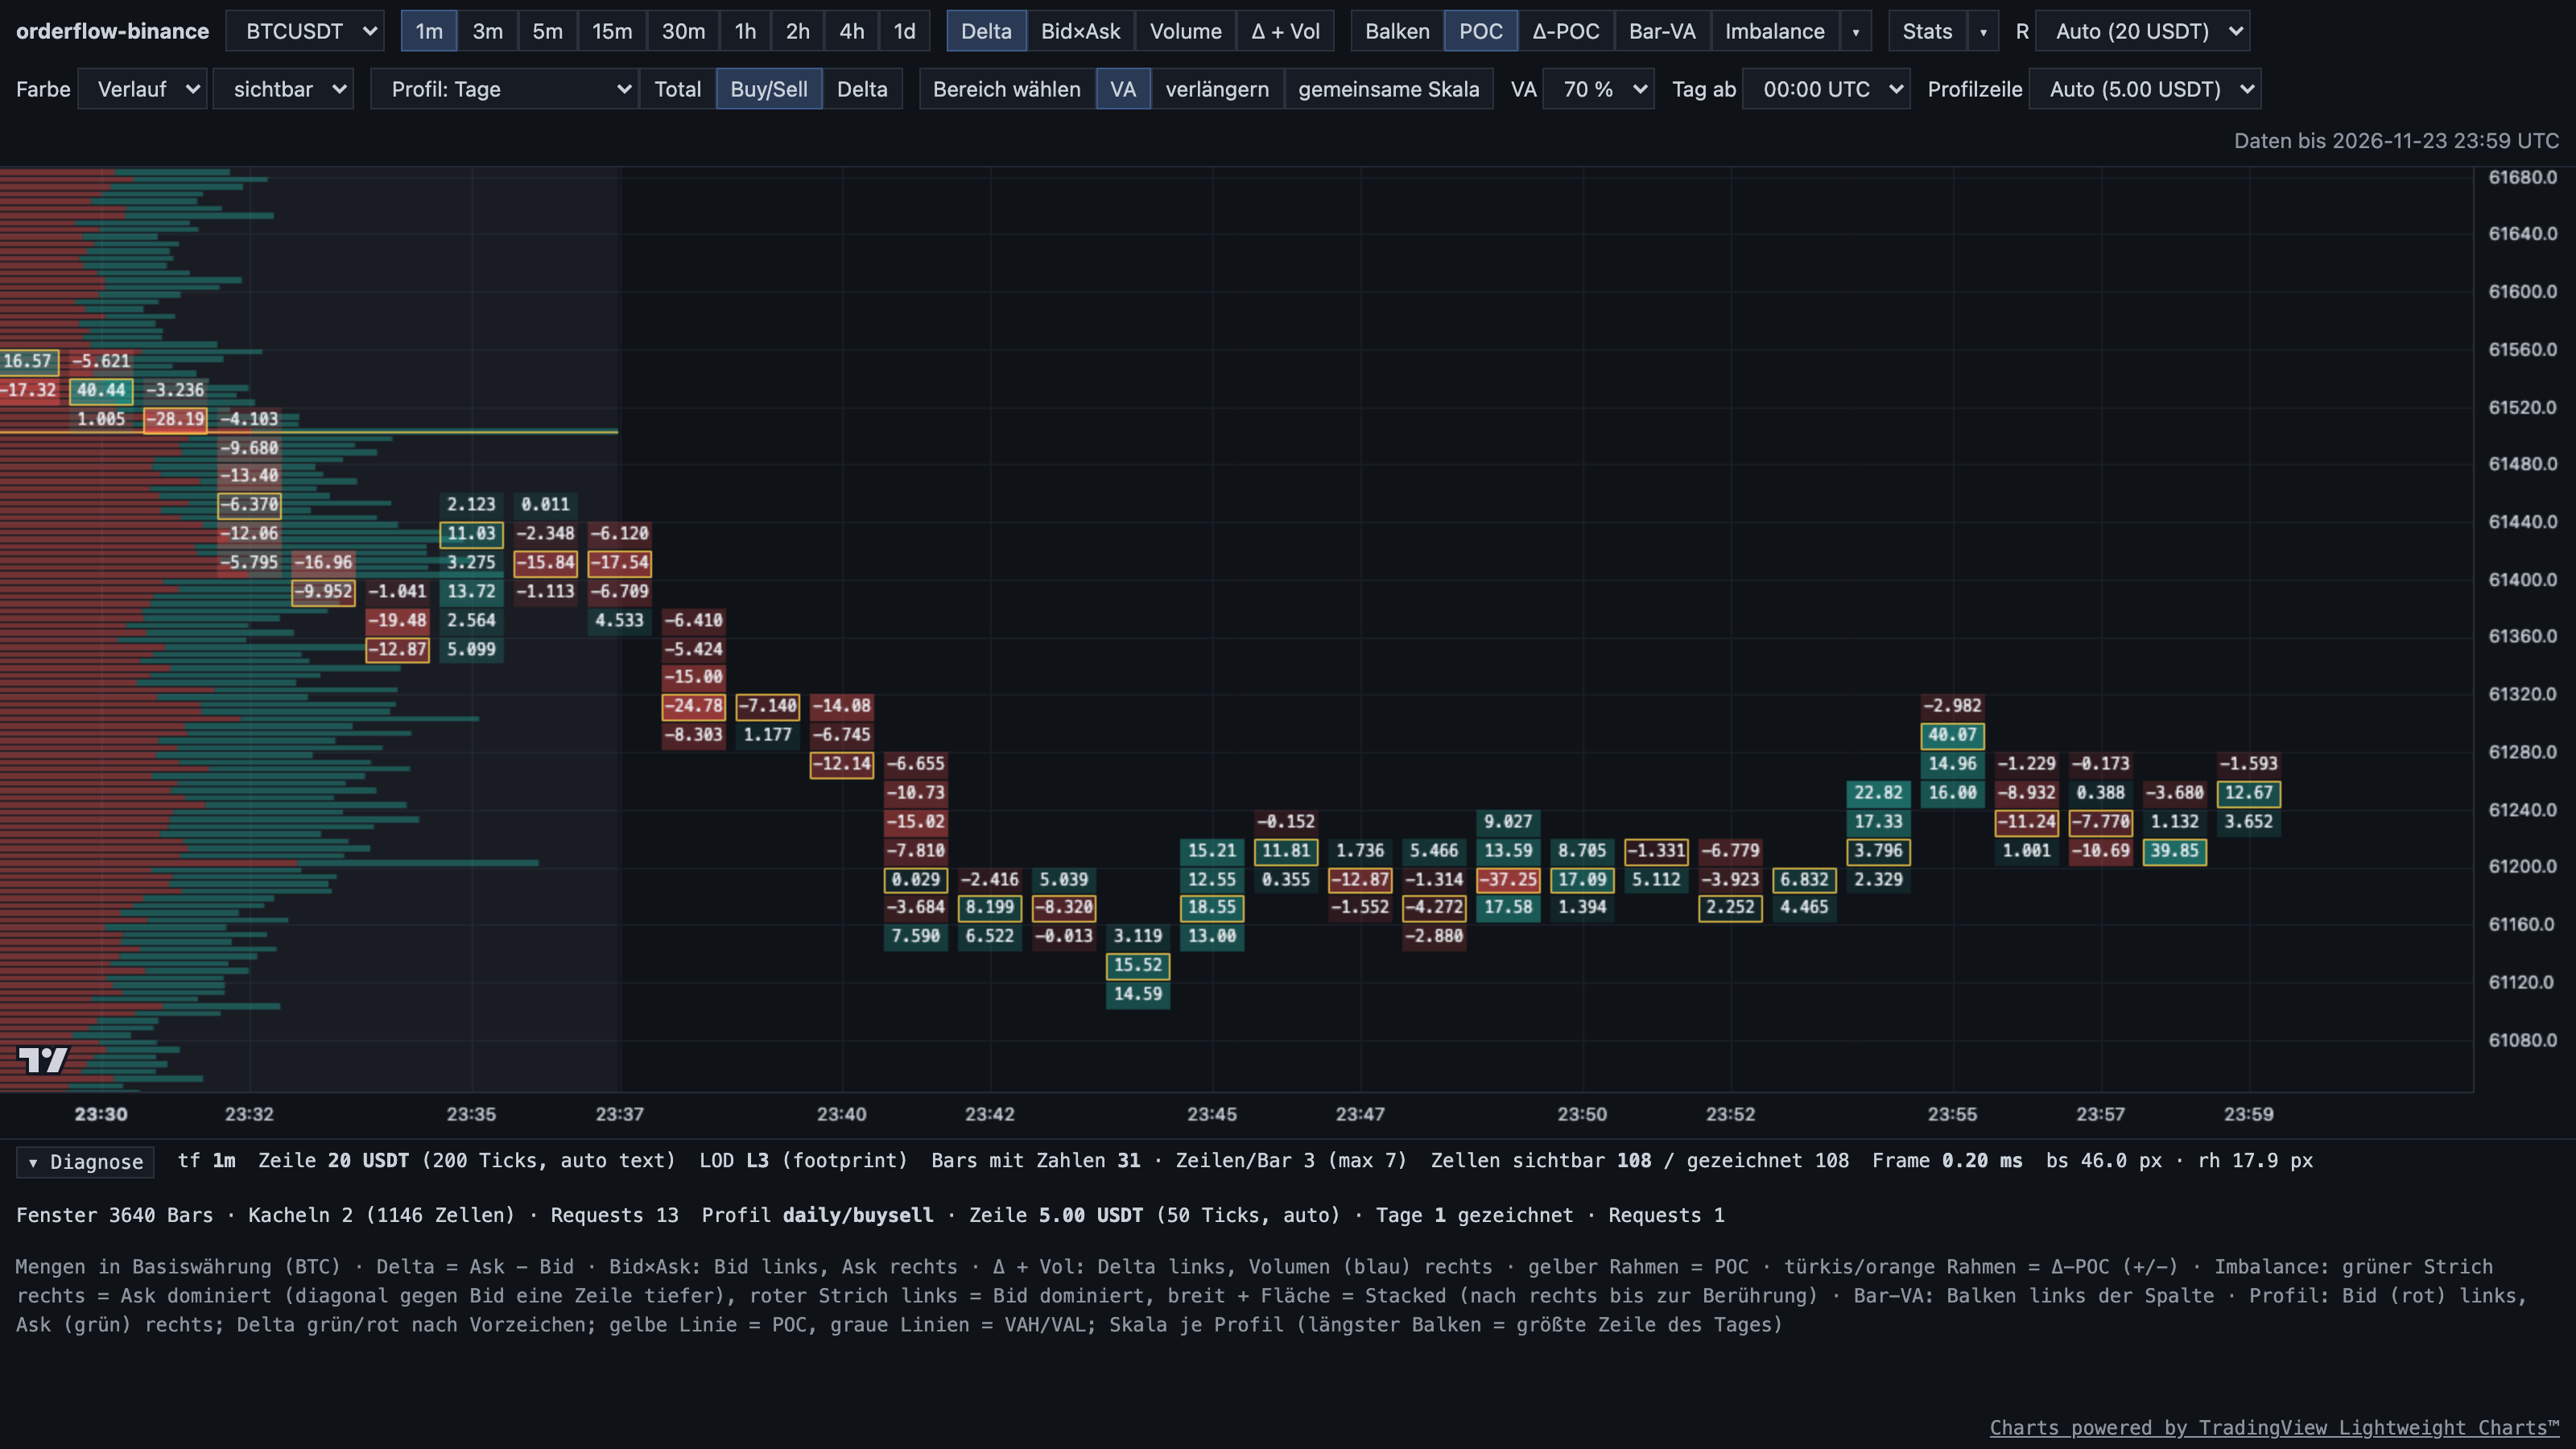 orderflow-binance BTCUSDT 1m 3m 5m 15m 30m 1h 2h 4h 1d Delta Bid×Ask Volume Δ + Vol Balken POC Δ-POC Bar-VA Imbalance ▾ Stats ▾ R Auto (20 USDT)
Farbe Verlauf sichtbar Profil: Tage Total Buy/Sell Delta Bereich wählen VA verlängern gemeinsame Skala VA 70 % Tag ab 00:00 UTC Profilzeile Auto (5.00 USDT)
Daten bis 2026-11-23 23:59 UTC
61680.0
61640.0
61600.0
61560.0
16.57 −5.621
−17.32 40.44 −3.236
61520.0
1.005 −28.19 −4.103
−9.680
61480.0
−13.40
−6.370 2.123 0.011
61440.0
−12.06 11.03 −2.348 −6.120
−5.795 −16.96 3.275 −15.84 −17.54
61400.0
−9.952 −1.041 13.72 −1.113 −6.709
−19.48 2.564 4.533 −6.410
61360.0
−12.87 5.099 −5.424
−15.00
61320.0
−24.78 −7.140 −14.08 −2.982
−8.303 1.177 −6.745 40.07
61280.0
−12.14 −6.655 14.96 −1.229 −0.173 −1.593
−10.73 22.82 16.00 −8.932 0.388 −3.680 12.67
61240.0
−15.02 −0.152 9.027 17.33 −11.24 −7.770 1.132 3.652
−7.810 15.21 11.81 1.736 5.466 13.59 8.705 −1.331 −6.779 3.796 1.001 −10.69 39.85
61200.0
0.029 −2.416 5.039 12.55 0.355 −12.87 −1.314 −37.25 17.09 5.112 −3.923 6.832 2.329
−3.684 8.199 −8.320 18.55 −1.552 −4.272 17.58 1.394 2.252 4.465
61160.0
7.590 6.522 −0.013 3.119 13.00 −2.880
15.52
61120.0
14.59
61080.0
23:30 23:32 23:35 23:37 23:40 23:42 23:45 23:47 23:50 23:52 23:55 23:57 23:59
▾ Diagnose tf 1m Zeile 20 USDT (200 Ticks, auto text) LOD L3 (footprint) Bars mit Zahlen 31 · Zeilen/Bar 3 (max 7) Zellen sichtbar 108 / gezeichnet 108 Frame 0.20 ms bs 46.0 px · rh 17.9 px
Fenster 3640 Bars · Kacheln 2 (1146 Zellen) · Requests 13 Profil daily/buysell · Zeile 5.00 USDT (50 Ticks, auto) · Tage 1 gezeichnet · Requests 1
Mengen in Basiswährung (BTC) · Delta = Ask − Bid · Bid×Ask: Bid links, Ask rechts · Δ + Vol: Delta links, Volumen (blau) rechts · gelber Rahmen = POC · türkis/orange Rahmen = Δ−POC (+/−) · Imbalance: grüner Strich
rechts = Ask dominiert (diagonal gegen Bid eine Zeile tiefer), roter Strich links = Bid dominiert, breit + Fläche = Stacked (nach rechts bis zur Berührung) · Bar−VA: Balken links der Spalte · Profil: Bid (rot) links,
Ask (grün) rechts; Delta grün/rot nach Vorzeichen; gelbe Linie = POC, graue Linien = VAH/VAL; Skala je Profil (längster Balken = größte Zeile des Tages)
Charts powered by TradingView Lightweight Charts™